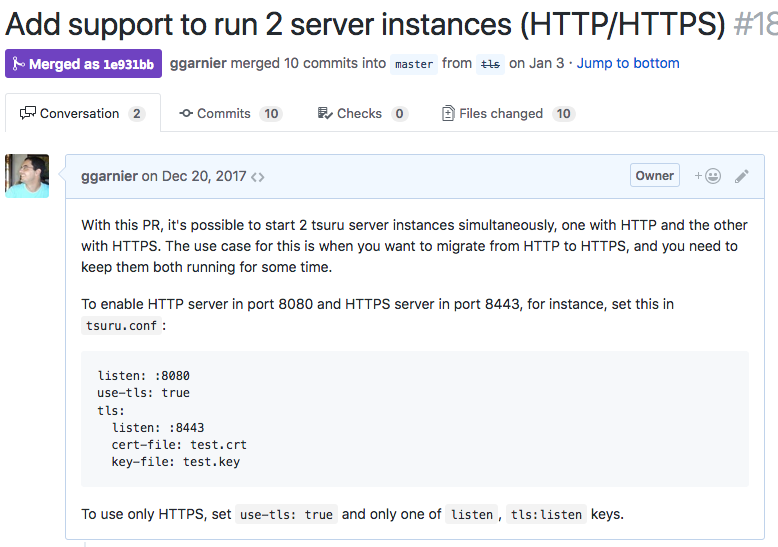 Add support to run 2 server instances (HTTP/HTTPS) #18
Merged as 1e931bb ggarnier merged 10 commits into master from tls on Jan 3 · Jump to bottom
Conversation 2 Commits 10 Checks 0 Files changed 10
ggarnier on Dec 20, 2017 <> Owner +
With this PR, it's possible to start 2 tsuru server instances simultaneously, one with HTTP and the other
with HTTPS. The use case for this is when you want to migrate from HTTP to HTTPS, and you need to
keep them both running for some time.
To enable HTTP server in port 8080 and HTTPS server in port 8443, for instance, set this in
tsuru.conf:
listen: :8080
use-tls: true
tls:
  listen: :8443
  cert-file: test.crt
  key-file: test.key
To use only HTTPS, set use-tls: true and only one of listen, tls:listen keys.